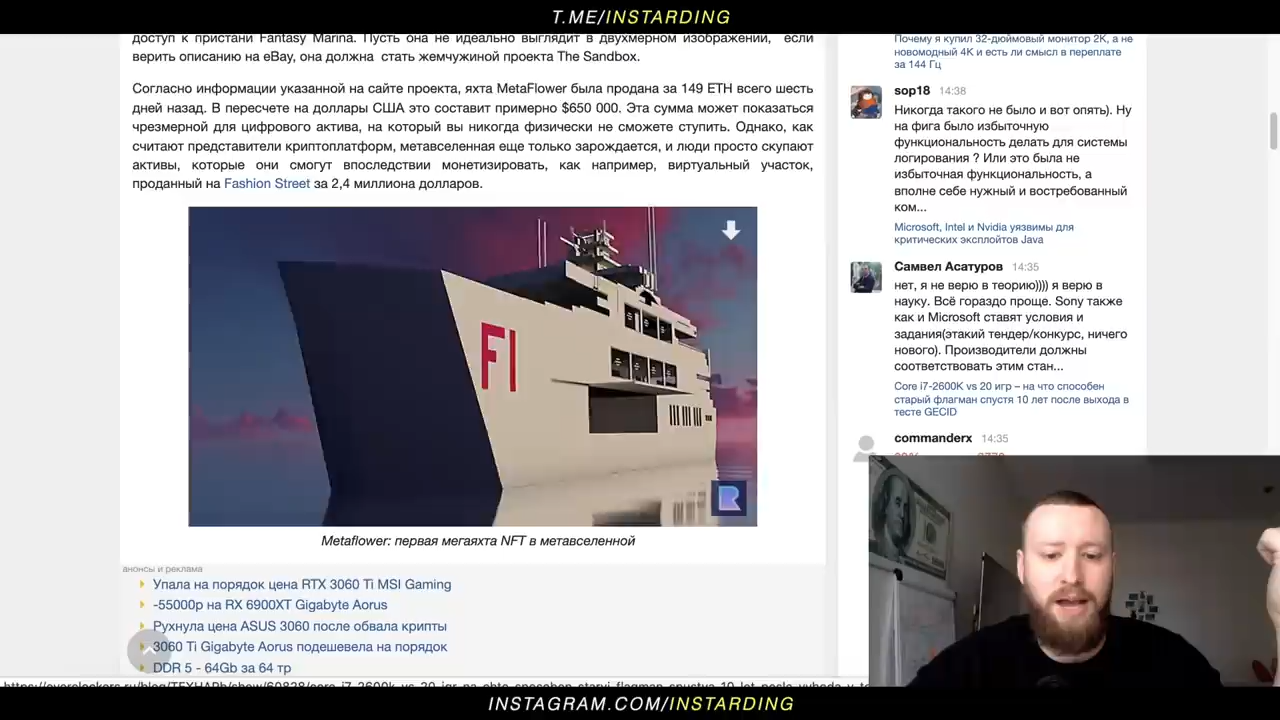 T.ME/INSTARDING
доступ к пристани Fantasy Marina. Пусть она не идеально выглядит в двухмерном изображении, если
верить описанию на eBay, она должна стать жемчужиной проекта The Sandbox.
Согласно информации указанной на сайте проекта, яхта MetaFlower была продана за 149 ETH всего шесть
дней назад. В пересчете на доллары США это составит примерно $650 000. Эта сумма может показаться
чрезмерной для цифрового актива, на который вы никогда физически не сможете ступить. Однако, как
считают представители криптоплатформ, метавселенная еще только зарождается, и люди просто скупают
активы, которые они смогут впоследствии монетизировать, как например, виртуальный участок,
проданный на Fashion Street за 2,4 миллиона долларов.
FI
R
Metaflower: первая мегаяхта NFT в метавселенной
анонсы и реклама
Упала на порядок цена RTX 3060 Ti MSI Gaming
-55000р на RX 6900XT Gigabyte Aorus
Рухнула цена ASUS 3060 после обвала крипты
3060 Ti Gigabyte Aorus подешевела на порядок
DDR 5 - 64Gb за 64 тр
Почему я купил 32-дюймовый монитор 2K, а не
новомодный 4K и есть ли смысл в переплате
за 144 Гц
sop18 14:38
Никогда такого не было и вот опять). Ну
на фига было избыточную
функциональность делать для системы
логирования ? Или это была не
избыточная функциональность, а
вполне себе нужный и востребованный
ком...
Microsoft, Intel и Nvidia уязвимы для
критических эксплойтов Java
Самвел Асатуров 14:35
нет, я не верю в теорию)))) я верю в
науку. Всё гораздо проще. Sony также
как и Microsoft ставят условия и
задания(этакий тендер/конкурс, ничего
нового). Производители должны
соответствовать этим стан...
Core i7-2600K vs 20 игр – на что способен
старый флагман спустя 10 лет после выхода в
тесте GECID
commanderx 14:35
INSTAGRAM.COM/INSTARDING